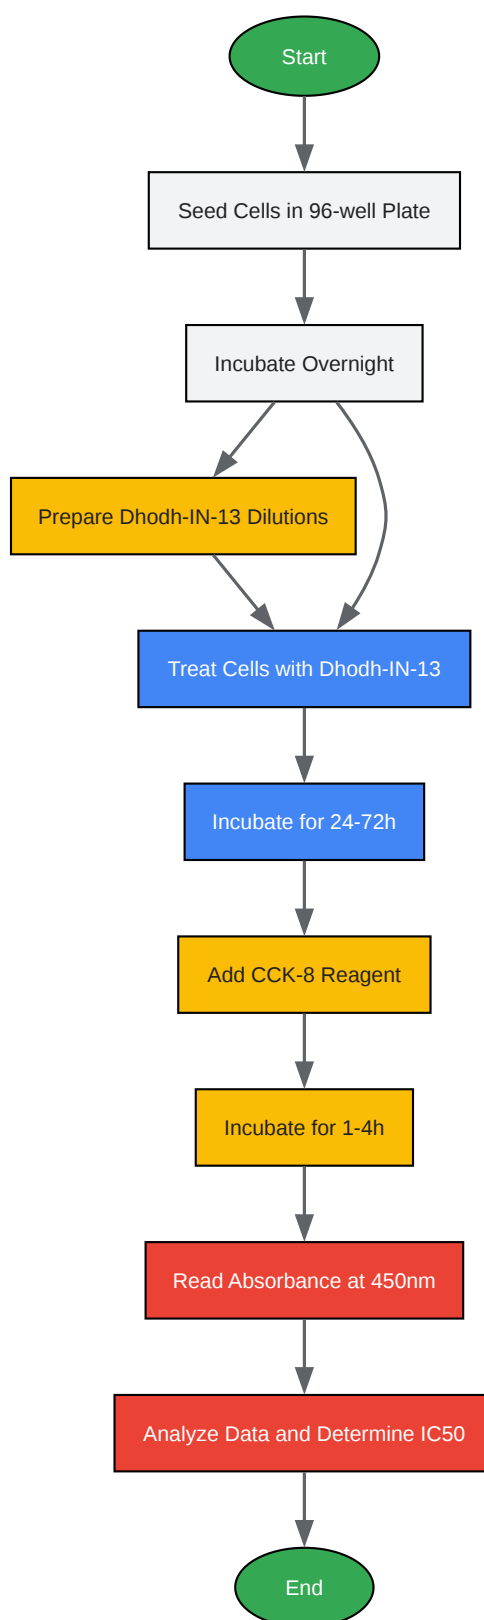 Start
Seed Cells in 96-well Plate
Incubate Overnight
Prepare Dhodh-IN-13 Dilutions
Treat Cells with Dhodh-IN-13
Incubate for 24-72h
Add CCK-8 Reagent
Incubate for 1-4h
Read Absorbance at 450nm
Analyze Data and Determine IC50
End